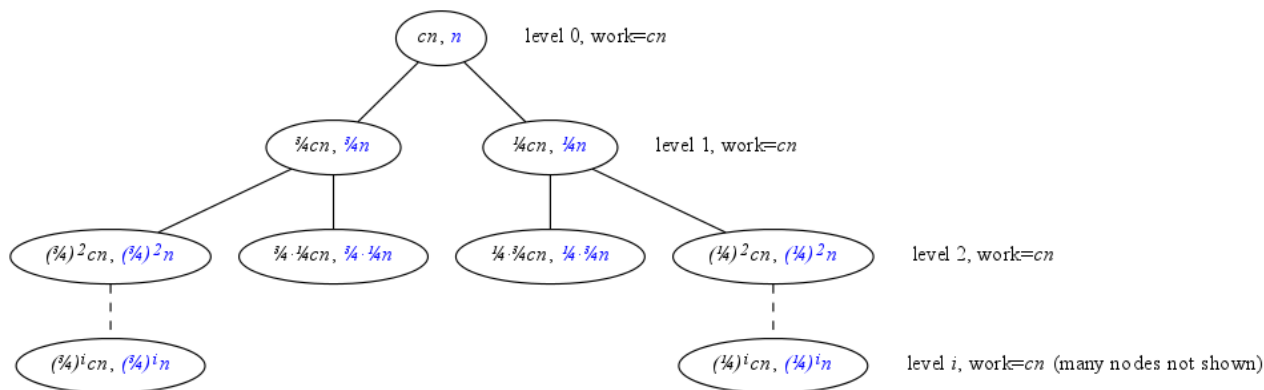 cn, n level 0, work=cn
¾cn, ¾n ¼cn, ¼n level 1, work=cn
(¾)²cn, (¾)²n ¾·¼cn, ¾·¼n ¼·¾cn, ¼·¾n (¼)²cn, (¼)²n level 2, work=cn
(¾)ⁱcn, (¾)ⁱn (¼)ⁱcn, (¼)ⁱn level i, work=cn (many nodes not shown)